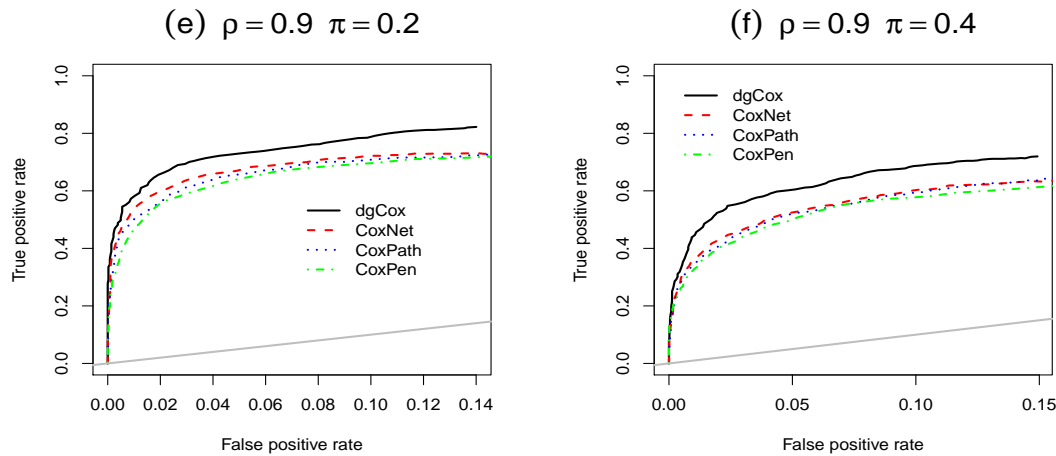 (e) ρ = 0.9 π = 0.2
True positive rate
1.0
0.8
0.6
0.4
0.2
0.0
dgCox
CoxNet
CoxPath
CoxPen
0.00 0.02 0.04 0.06 0.08 0.10 0.12 0.14
False positive rate
(f) ρ = 0.9 π = 0.4
True positive rate
1.0
0.8
0.6
0.4
0.2
0.0
dgCox
CoxNet
CoxPath
CoxPen
0.00 0.05 0.10 0.15
False positive rate